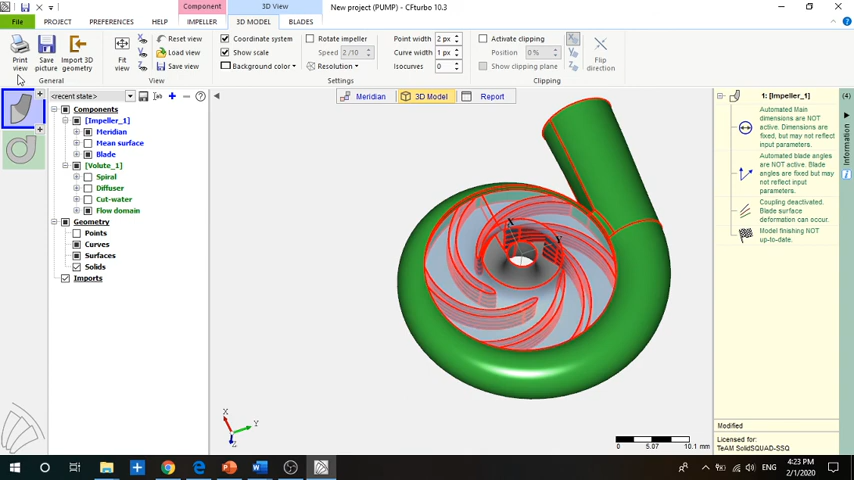 Component
3D View
New project (PUMP) - CFturbo 10.3
File
PROJECT
PREFERENCES
HELP
IMPELLER
3D MODEL
BLADES
Print view
Save picture
Import 3D geometry
General
Fit view
Reset view
Load view
Save view
View
Coordinate system
Show scale
Background color
Rotate impeller
Speed 2 /10
Resolution
Point width 2 px
Curve width 1 px
Isocurves 0
Settings
Activate clipping
Position 0 %
Show clipping plane
Flip direction
Clipping
<recent state>
Components
[Impeller_1]
Meridian
Mean surface
Blade
[Volute_1]
Spiral
Diffuser
Cut-water
Flow domain
Geometry
Points
Curves
Surfaces
Solids
Imports
Meridian
3D Model
Report
X
Y
X
Y
Z
0 5.07 10.1 mm
1: [Impeller_1]
Automated Main dimensions are NOT active. Dimensions are fixed, but may not reflect input parameters.
Automated blade angles are NOT active. Blade angles are fixed but may not reflect input parameters.
Coupling deactivated. Blade surface deformation can occur.
Model finishing NOT up-to-date.
(4)
Information
Modified
Licensed for:
TeAM SolidSQUAD-SSQ
ENG
4:23 PM
2/1/2020